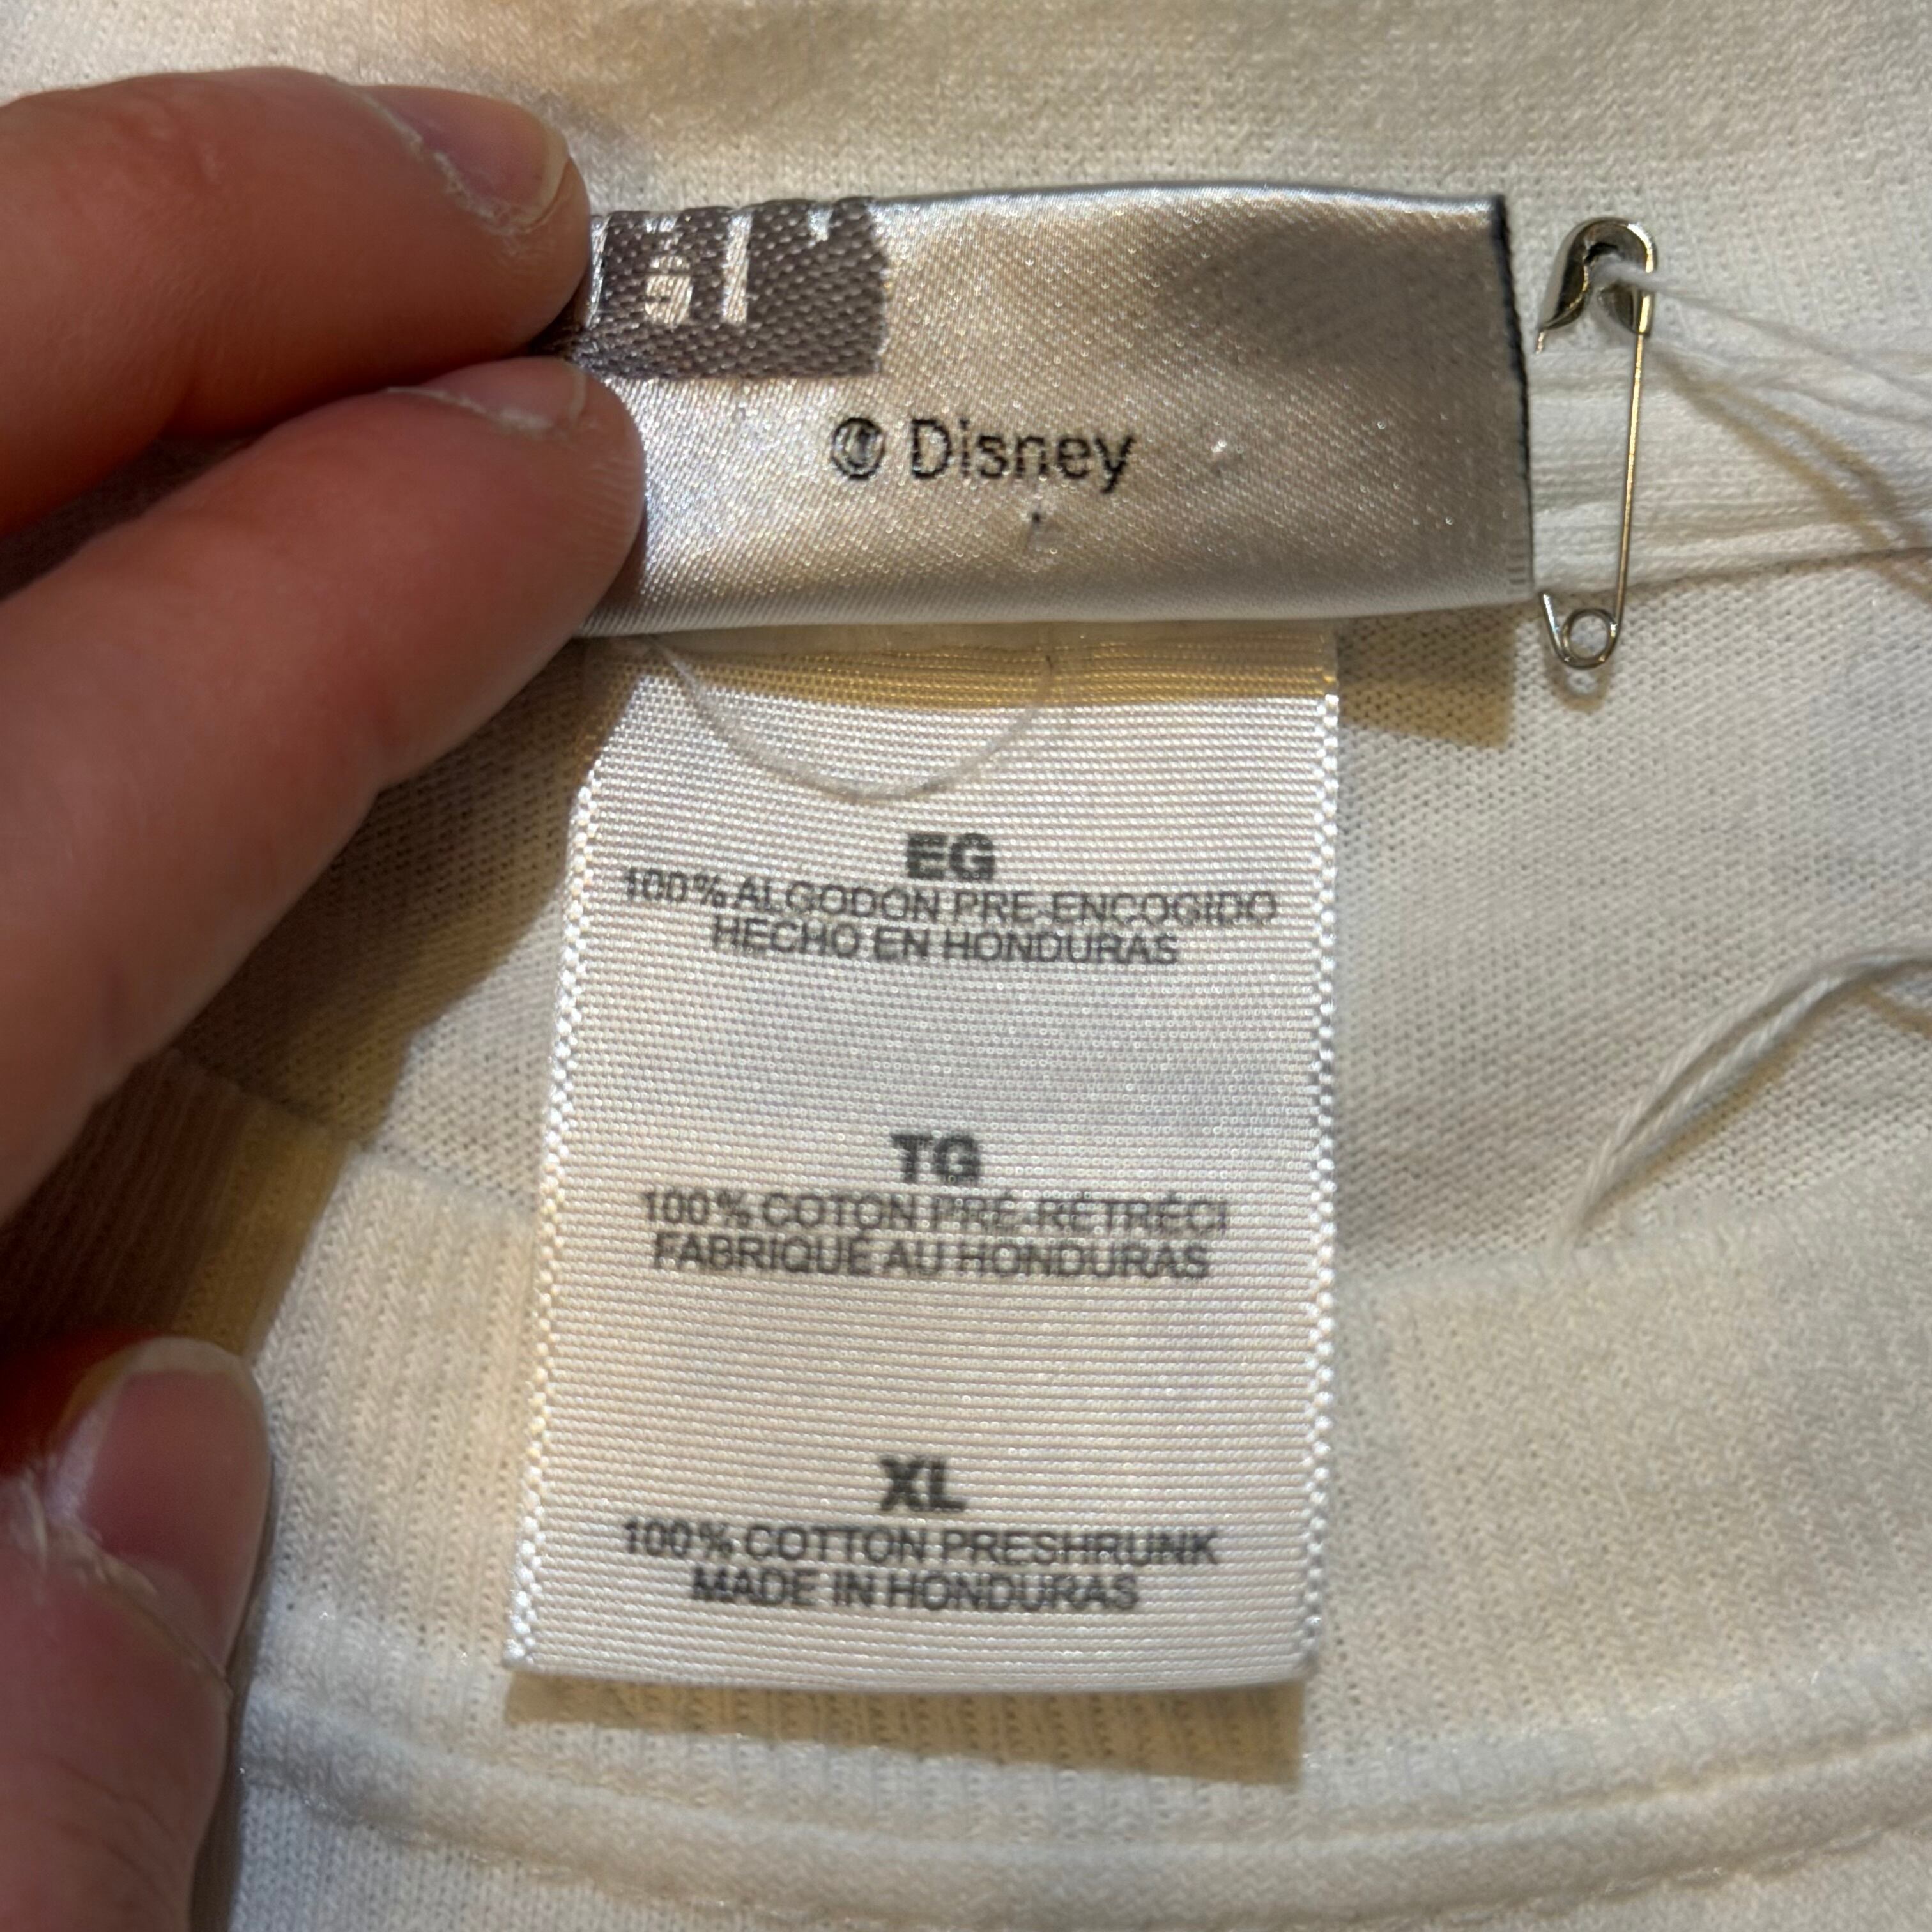 © Disney
EG
100% ALGODON PRE-ENCOGIDO
HECHO EN HONDURAS
TG
100% COTON PRÉ-RETRÉCI
FABRIQUÉ AU HONDURAS
XL
100% COTTON PRESHRUNK
MADE IN HONDURAS